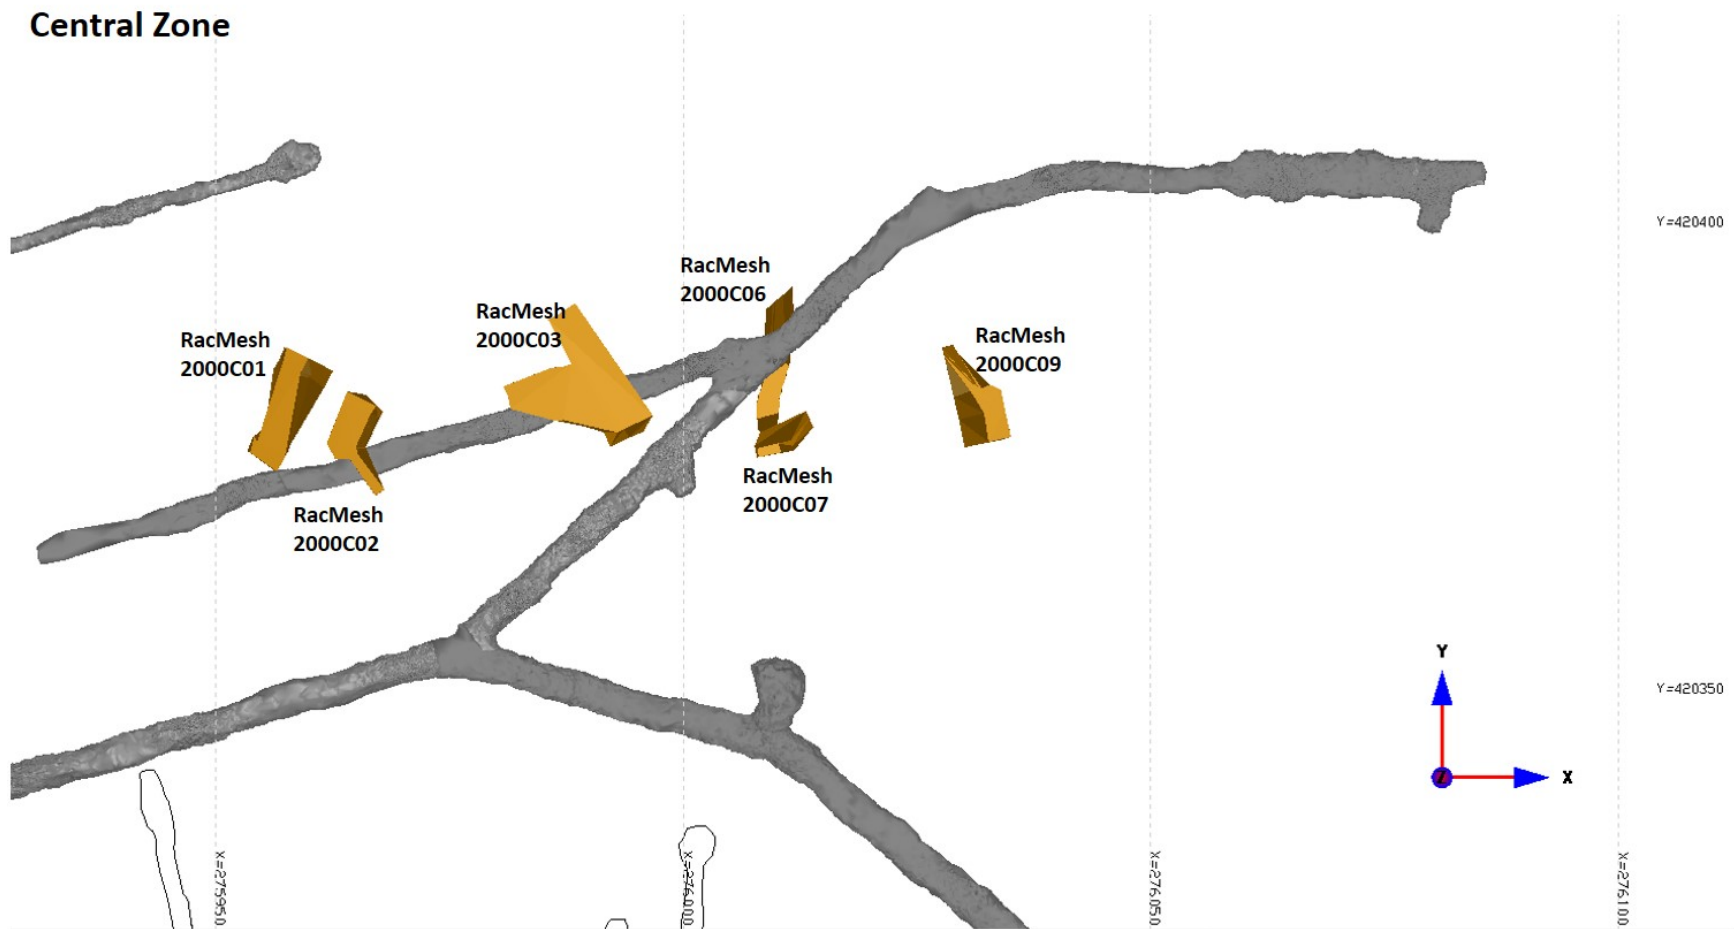 Central Zone
Y=420400
RacMesh
2000C06
RacMesh
2000C03
RacMesh
2000C01
RacMesh
2000C09
RacMesh
2000C07
RacMesh
2000C02
Y
Y=420350
X
Z
X=275950
X=276000
X=276050
X=276100